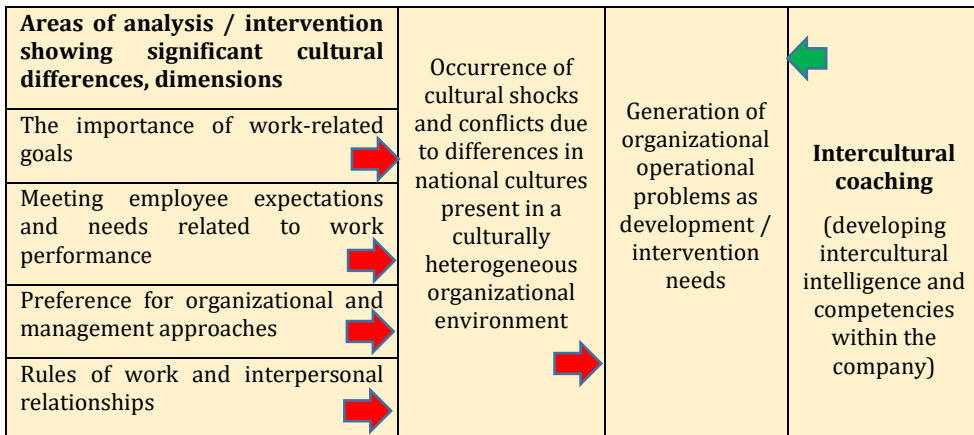 Areas of analysis / intervention
showing significant cultural
differences, dimensions
The importance of work-related
goals
Meeting employee expectations
and needs related to work
performance
Preference for organizational and
management approaches
Rules of work and interpersonal
relationships
Occurrence of
cultural shocks
and conflicts due
to differences in
national cultures
present in a
culturally
heterogeneous
organizational
environment
Generation of
organizational
operational
problems as
development /
intervention
needs
Intercultural
coaching
(developing
intercultural
intelligence and
competencies
within the
company)